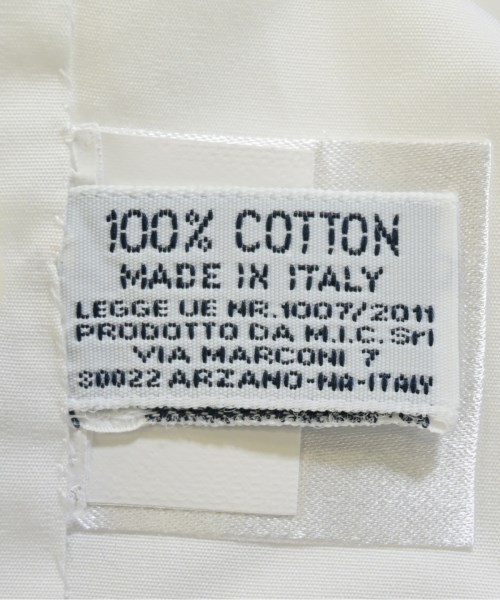 100% COTTON
MADE IN ITALY
LEGGE UE NR.1007/2011
PRODOTTO DA M.I.C. Srl
VIA MARCONI 7
80022 ARZANO-NA-ITALY